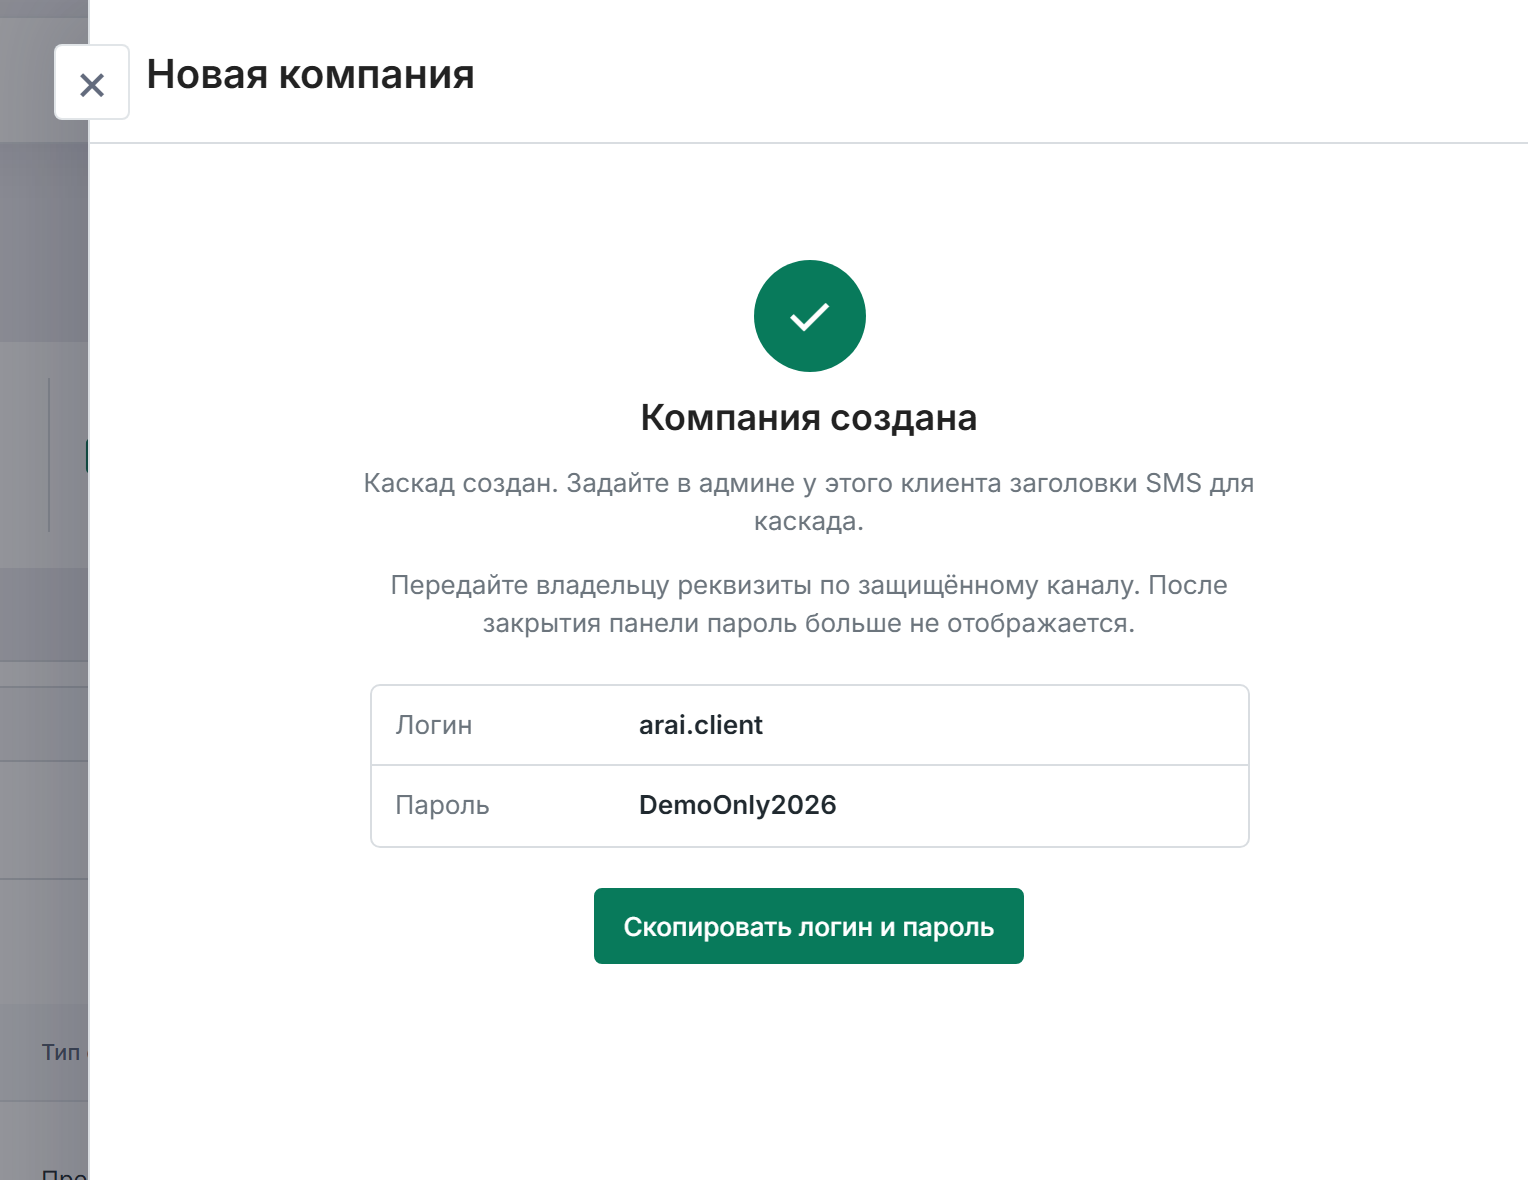 Новая компания
Компания создана
Каскад создан. Задайте в админе у этого клиента заголовки SMS для
каскада.
Передайте владельцу реквизиты по защищённому каналу. После
закрытия панели пароль больше не отображается.
Логин arai.client
Пароль DemoOnly2026
Скопировать логин и пароль
Тип